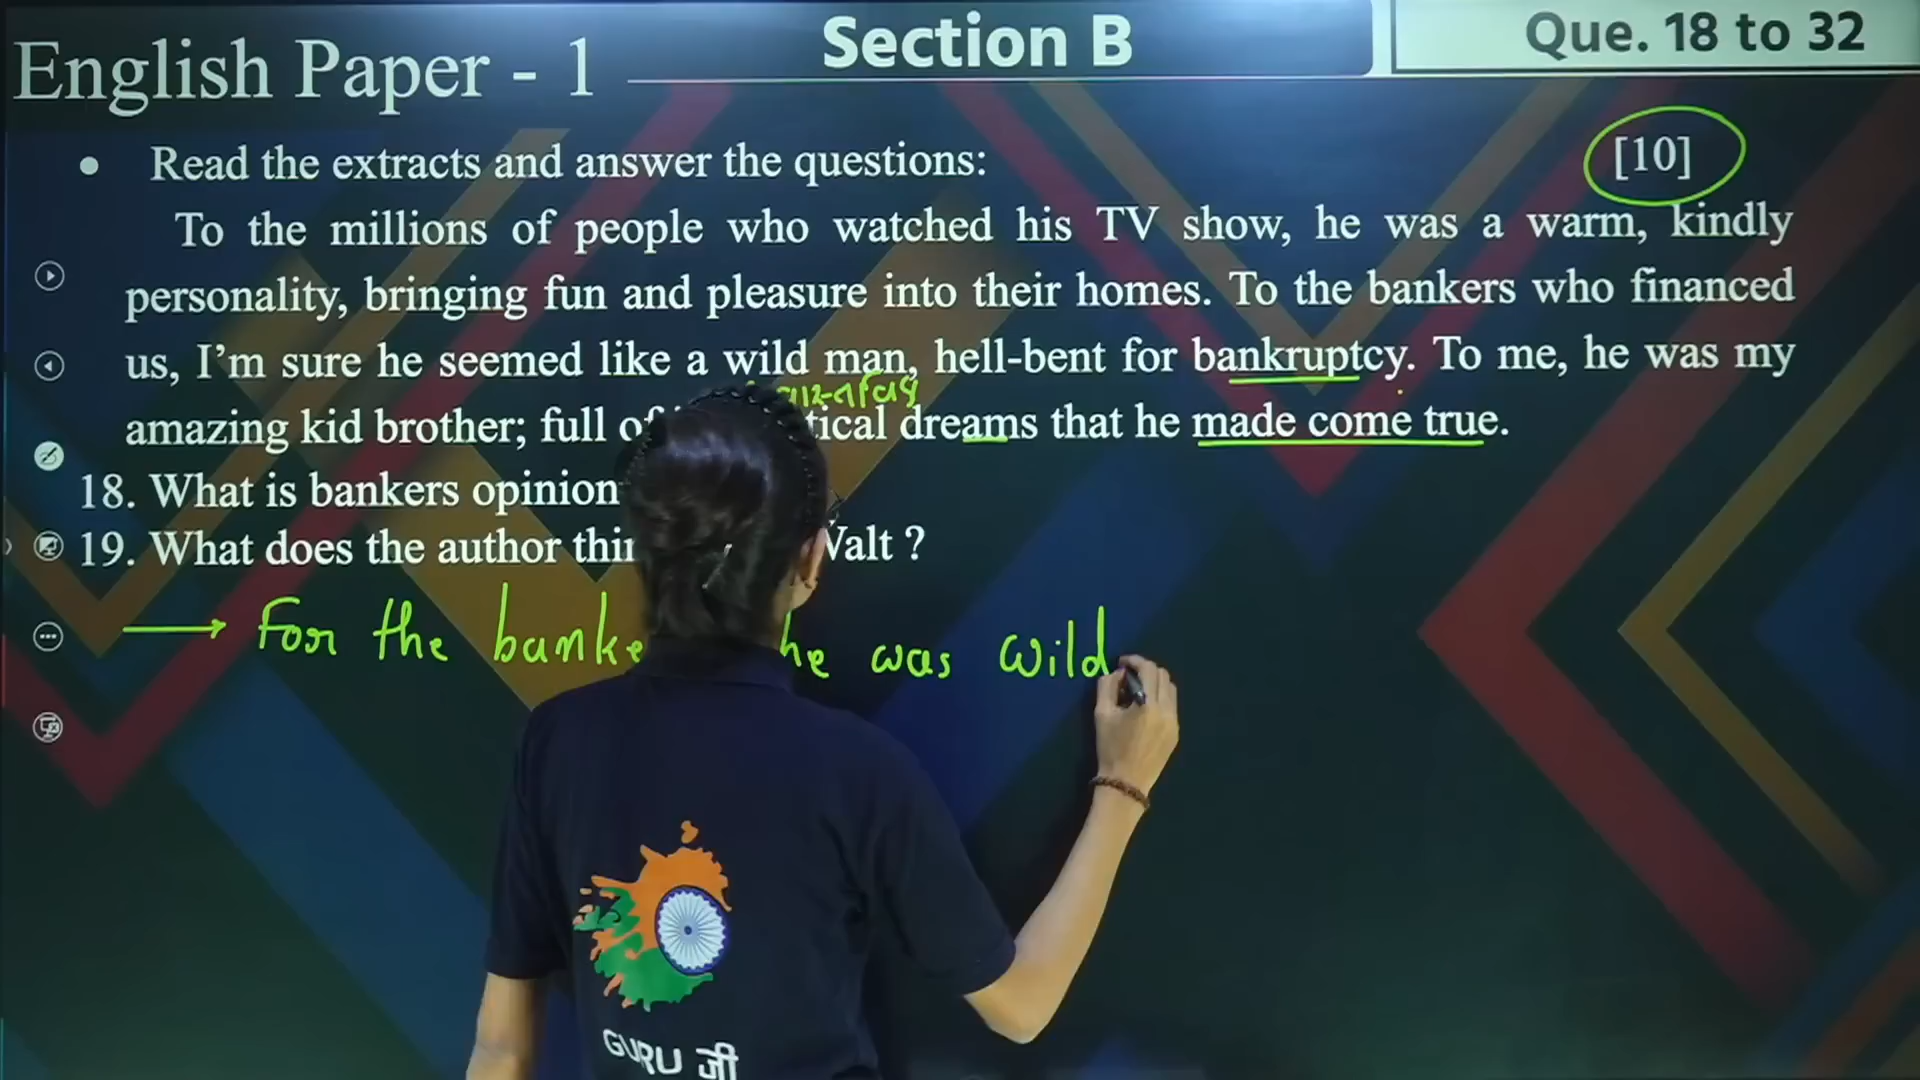 English Paper - 1
Section B
Que. 18 to 32
● Read the extracts and answer the questions:
[10]
To the millions of people who watched his TV show, he was a warm, kindly
personality, bringing fun and pleasure into their homes. To the bankers who financed
us, I'm sure he seemed like a wild man, hell-bent for bankruptcy. To me, he was my
amazing kid brother; full of tical dreams that he made come true.
18. What is bankers opinion
19. What does the author Valt ?
→ For the he was wild
GURU जी